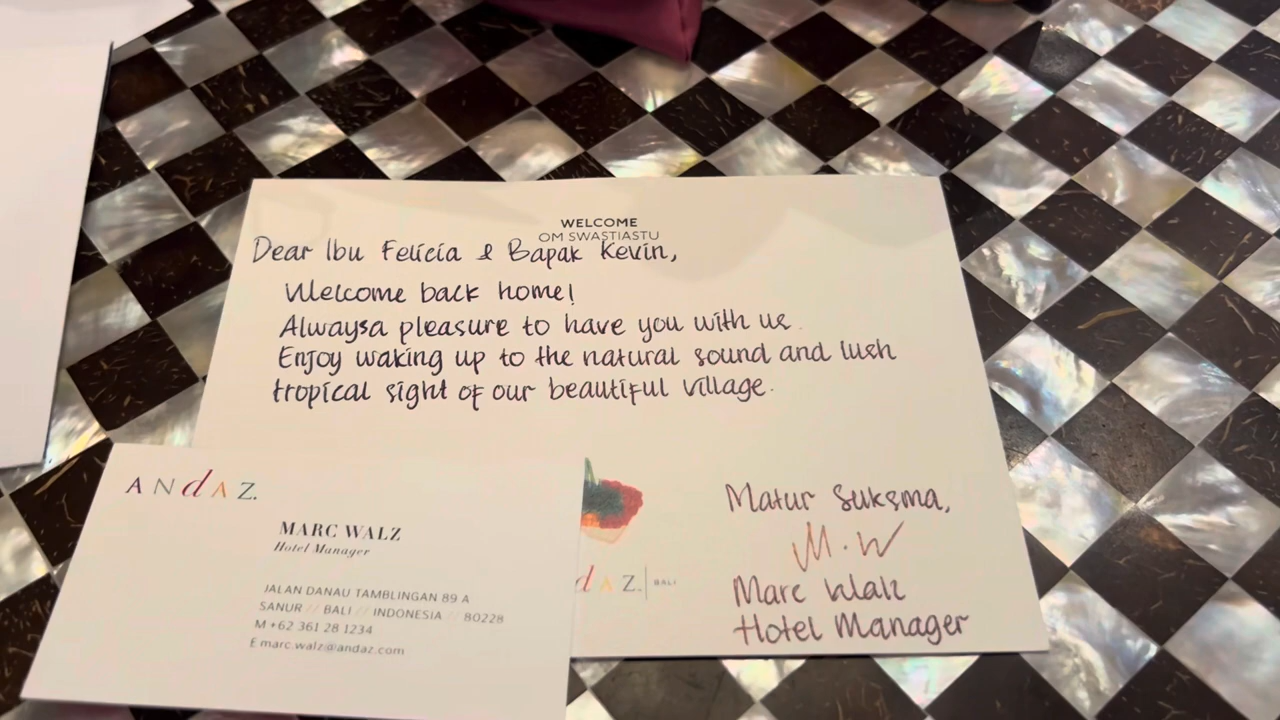 WELCOME
OM SWASTIASTU
Dear Ibu Felicia & Bapak Kevin,
Welcome back home!
Alwaysa pleasure to have you with us.
Enjoy waking up to the natural sound and lush
tropical sight of our beautiful village.
Matur Suksma,
M.W
Marc Walz
Hotel Manager
dAZ. BALI
ANdAZ.
MARC WALZ
Hotel Manager
JALAN DANAU TAMBLINGAN 89 A
SANUR // BALI // INDONESIA // 80228
M +62 361 28 1234
E marc.walz@andaz.com